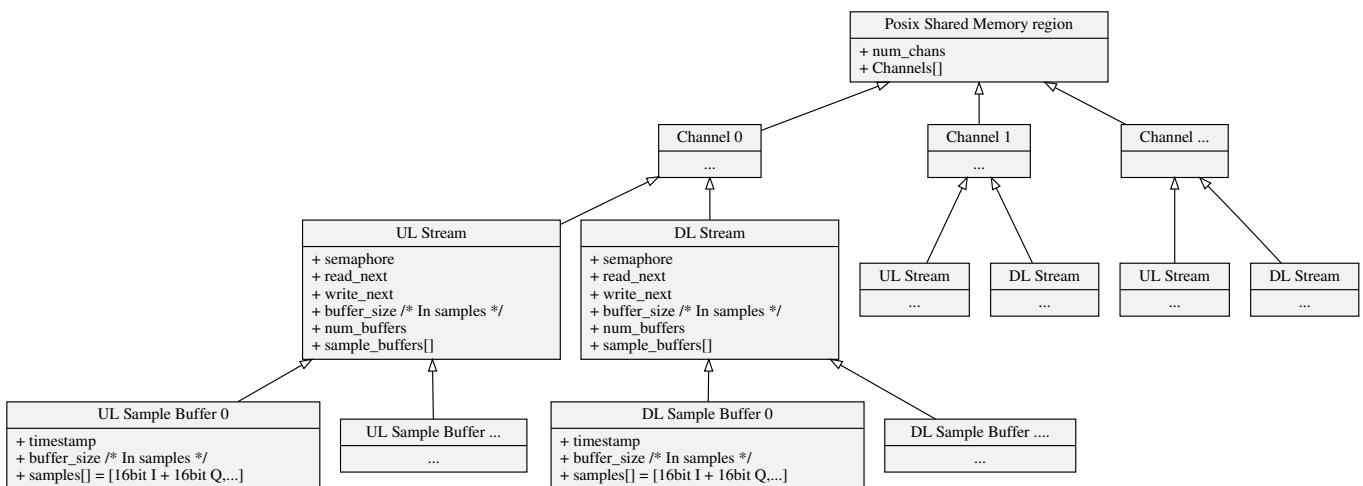 Posix Shared Memory region
+ num_chans
+ Channels[]
Channel 0
...
Channel 1
...
Channel ...
UL Stream
+ semaphore
+ read_next
+ write_next
+ buffer_size /* In samples */
+ num_buffers
+ sample_buffers[]
DL Stream
+ semaphore
+ read_next
+ write_next
+ buffer_size /* In samples */
+ num_buffers
+ sample_buffers[]
UL Stream
...
DL Stream
...
UL Stream
...
DL Stream
...
UL Sample Buffer 0
+ timestamp
+ buffer_size /* In samples */
+ samples[] = [16bit I + 16bit Q,...]
UL Sample Buffer ...
...
DL Sample Buffer 0
+ timestamp
+ buffer_size /* In samples */
+ samples[] = [16bit I + 16bit Q,...]
DL Sample Buffer ....
...